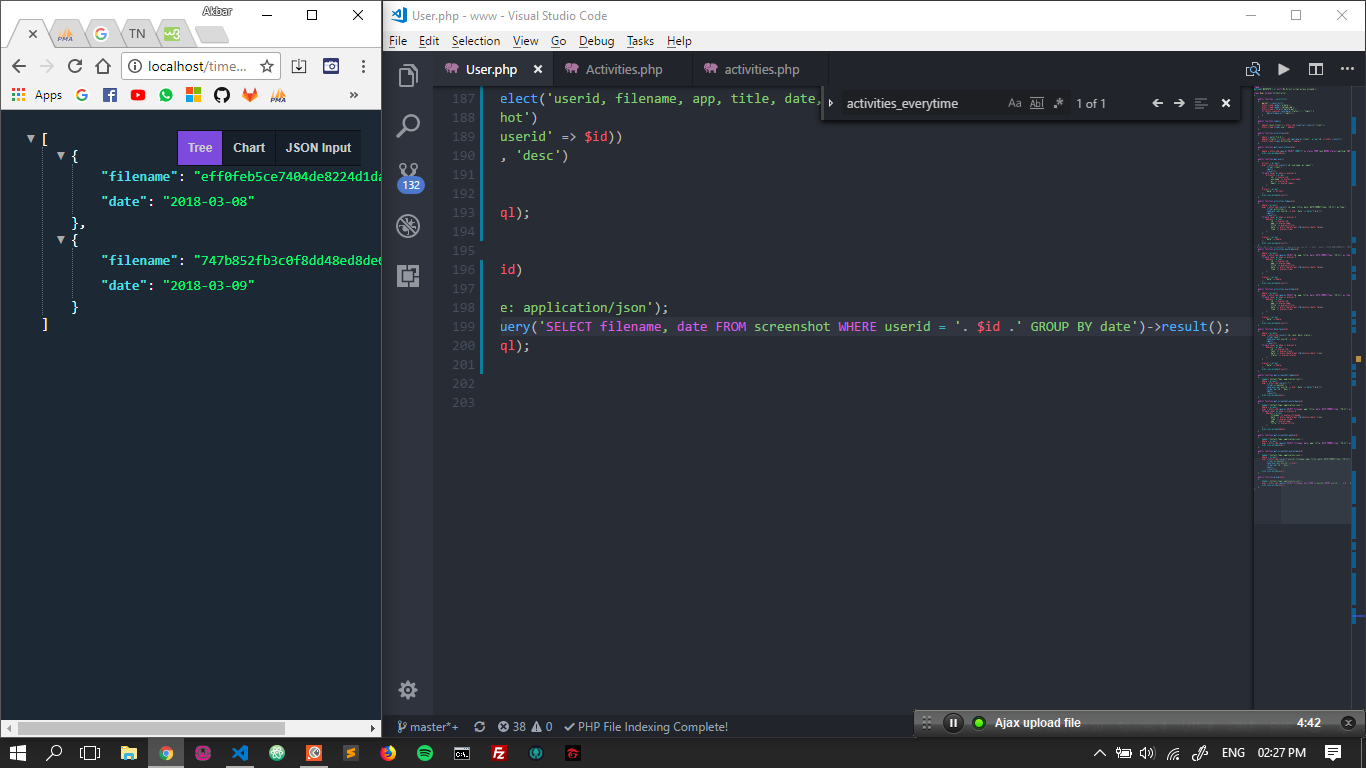 Akbar
TN
localhost/time...
Apps
»
Tree
Chart
JSON Input
[
{
"filename": "eff0feb5ce7404de8224d1da
"date": "2018-03-08"
},
{
"filename": "747b852fb3c0f8dd48ed8de
"date": "2018-03-09"
}
]
User.php - www - Visual Studio Code
File Edit Selection View Go Debug Tasks Help
User.php
Activities.php
activities.php
activities_everytime
Aa Abl .* 1 of 1
132
187 elect('userid, filename, app, title, date,
188 hot')
189 userid' => $id))
190 , 'desc')
191
192
193 ql);
194
195
196 id)
197
198 e: application/json');
199 uery('SELECT filename, date FROM screenshot WHERE userid = '. $id .' GROUP BY date')->result();
200 ql);
201
202
203
master*+ 38 0 PHP File Indexing Complete!
Ajax upload file 4:42
ENG 02:27 PM